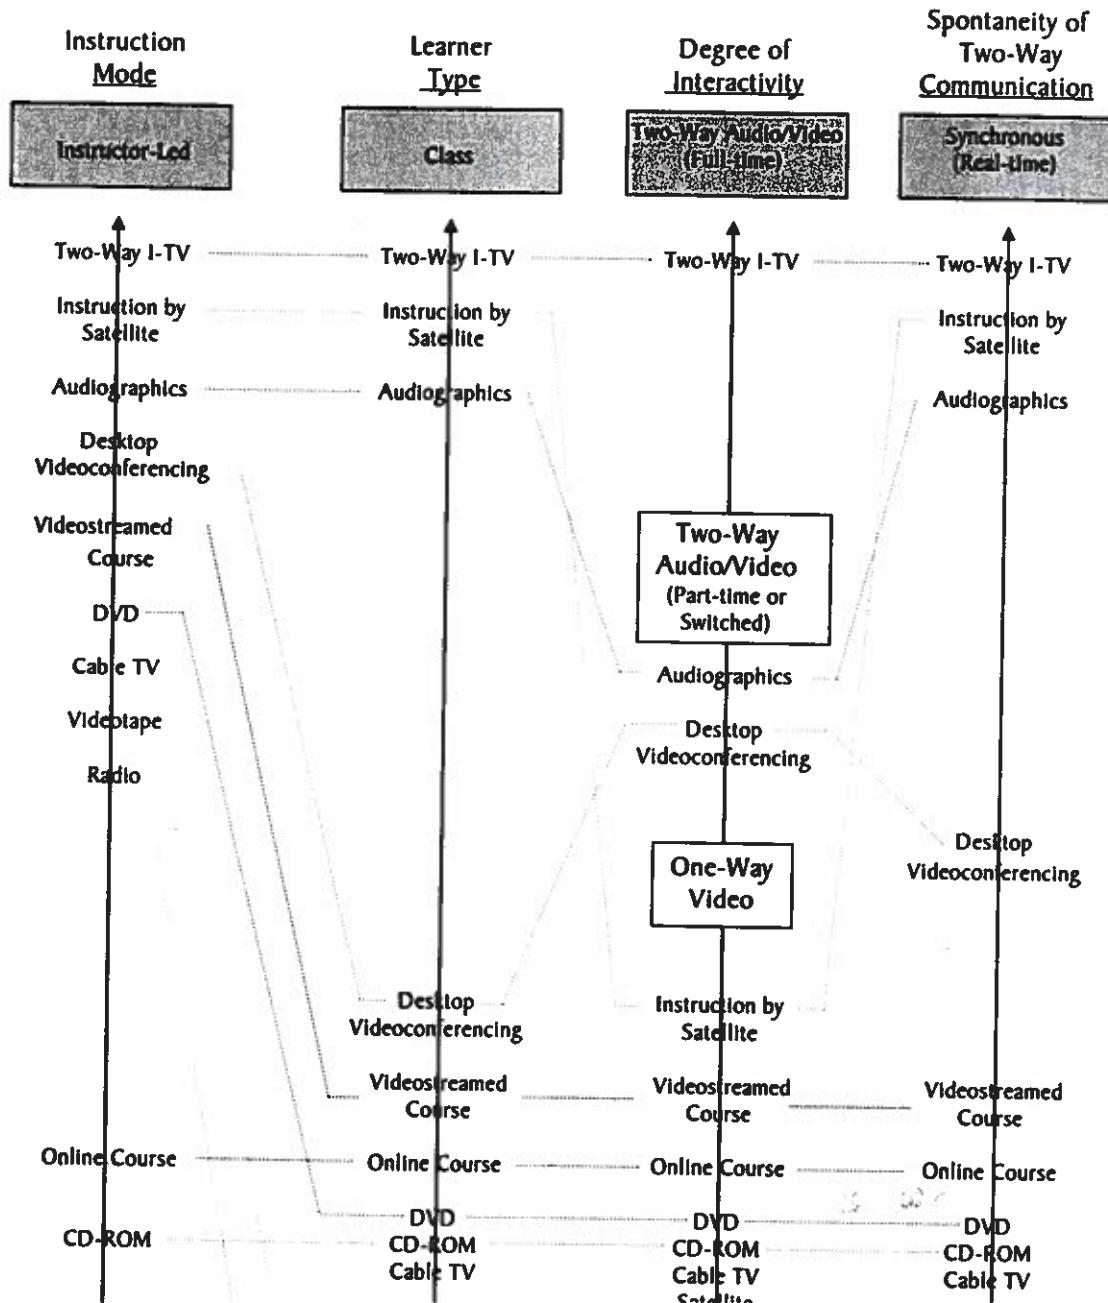 Instruction
Mode
Instructor-Led
Two-Way I-TV
Instruction by
Satellite
Audiographics
Desktop
Videoconferencing
Videostreamed
Course
DVD
Cable TV
Videotape
Radio
Online Course
CD-ROM
Learner
Type
Class
Two-Way I-TV
Instruction by
Satellite
Audiographics
Desktop
Videoconferencing
Videostreamed
Course
Online Course
DVD
CD-ROM
Cable TV
Degree of
Interactivity
Two-Way Audio/Video
(Full-time)
Two-Way I-TV
Two-Way
Audio/Video
(Part-time or
Switched)
Audiographics
Desktop
Videoconferencing
One-Way
Video
Instruction by
Satellite
Videostreamed
Course
Online Course
DVD
CD-ROM
Cable TV
Satellite
Spontaneity of
Two-Way
Communication
Synchronous
(Real-time)
Two-Way I-TV
Instruction by
Satellite
Audiographics
Desktop
Videoconferencing
Videostreamed
Course
Online Course
DVD
CD-ROM
Cable TV